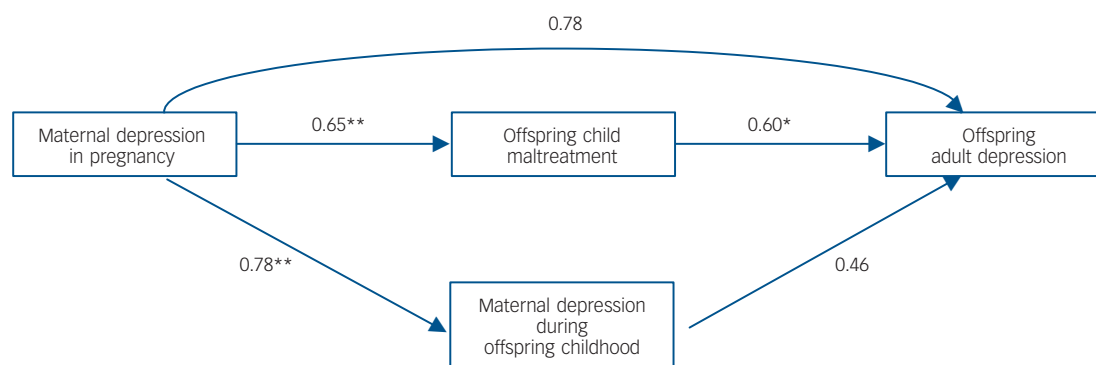 0.78
Maternal depression
in pregnancy
0.65**
Offspring child
maltreatment
0.60*
Offspring
adult depression
0.78**
0.46
Maternal depression
during
offspring childhood